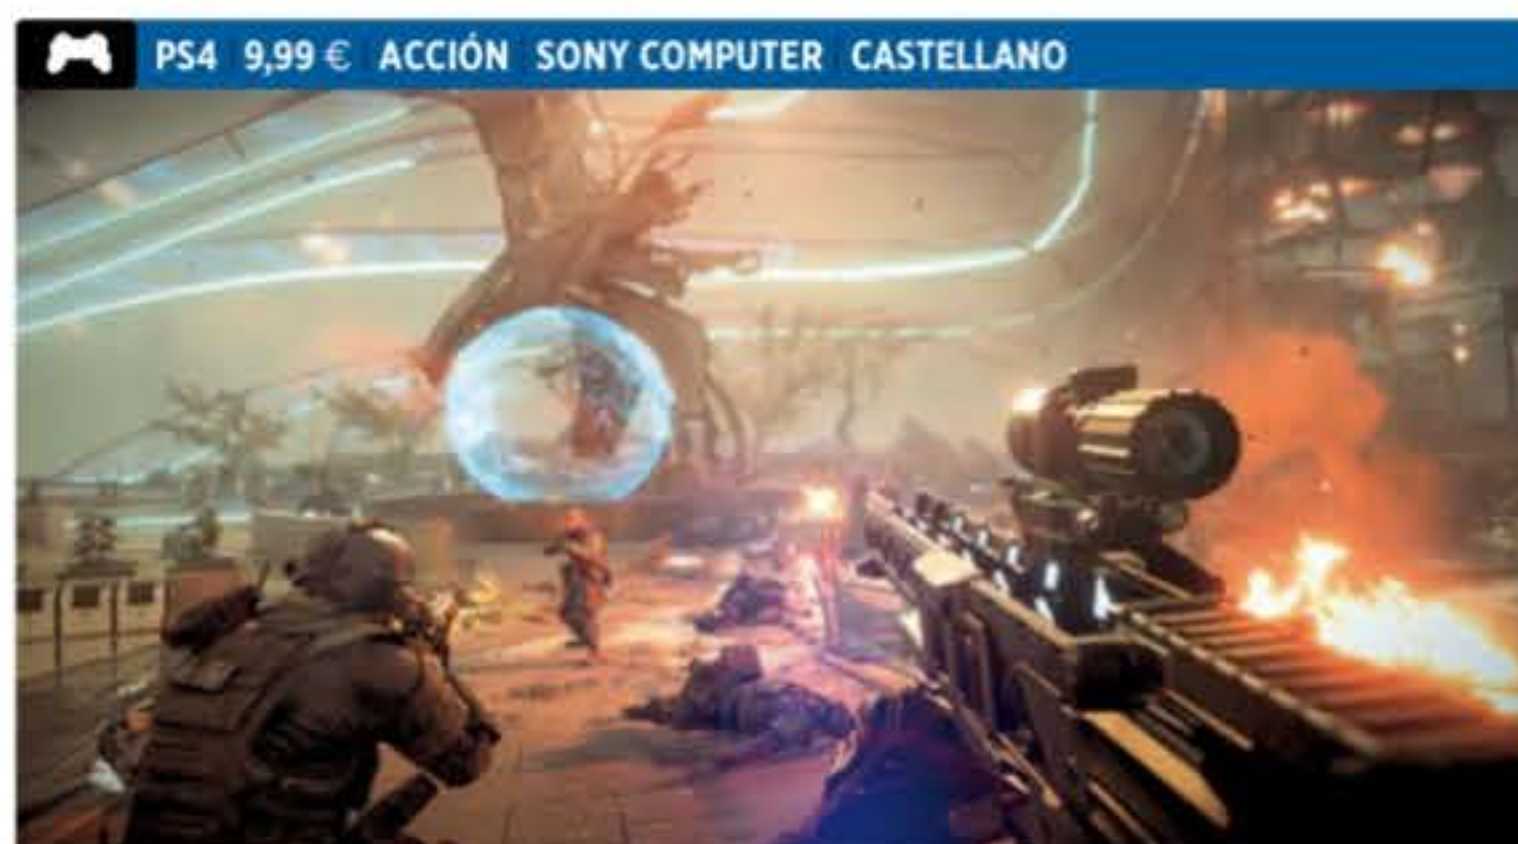 PS4 9,99 € ACCIÓN SONY COMPUTER CASTELLANO